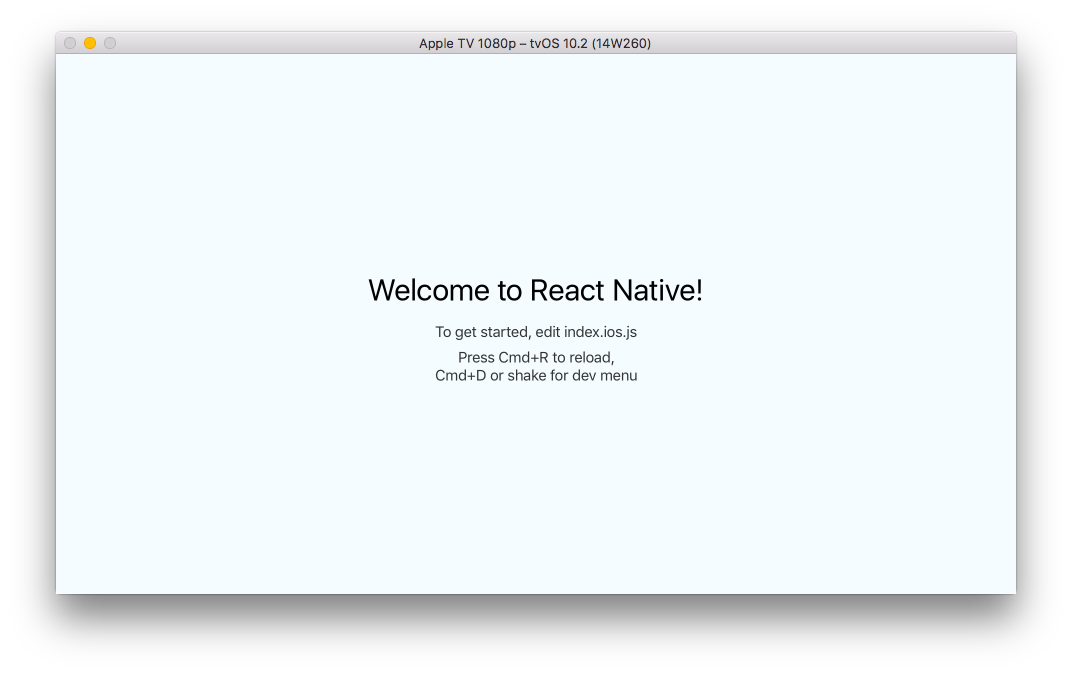 Apple TV 1080p – tvOS 10.2 (14W260)
Welcome to React Native!
To get started, edit index.ios.js
Press Cmd+R to reload,
Cmd+D or shake for dev menu